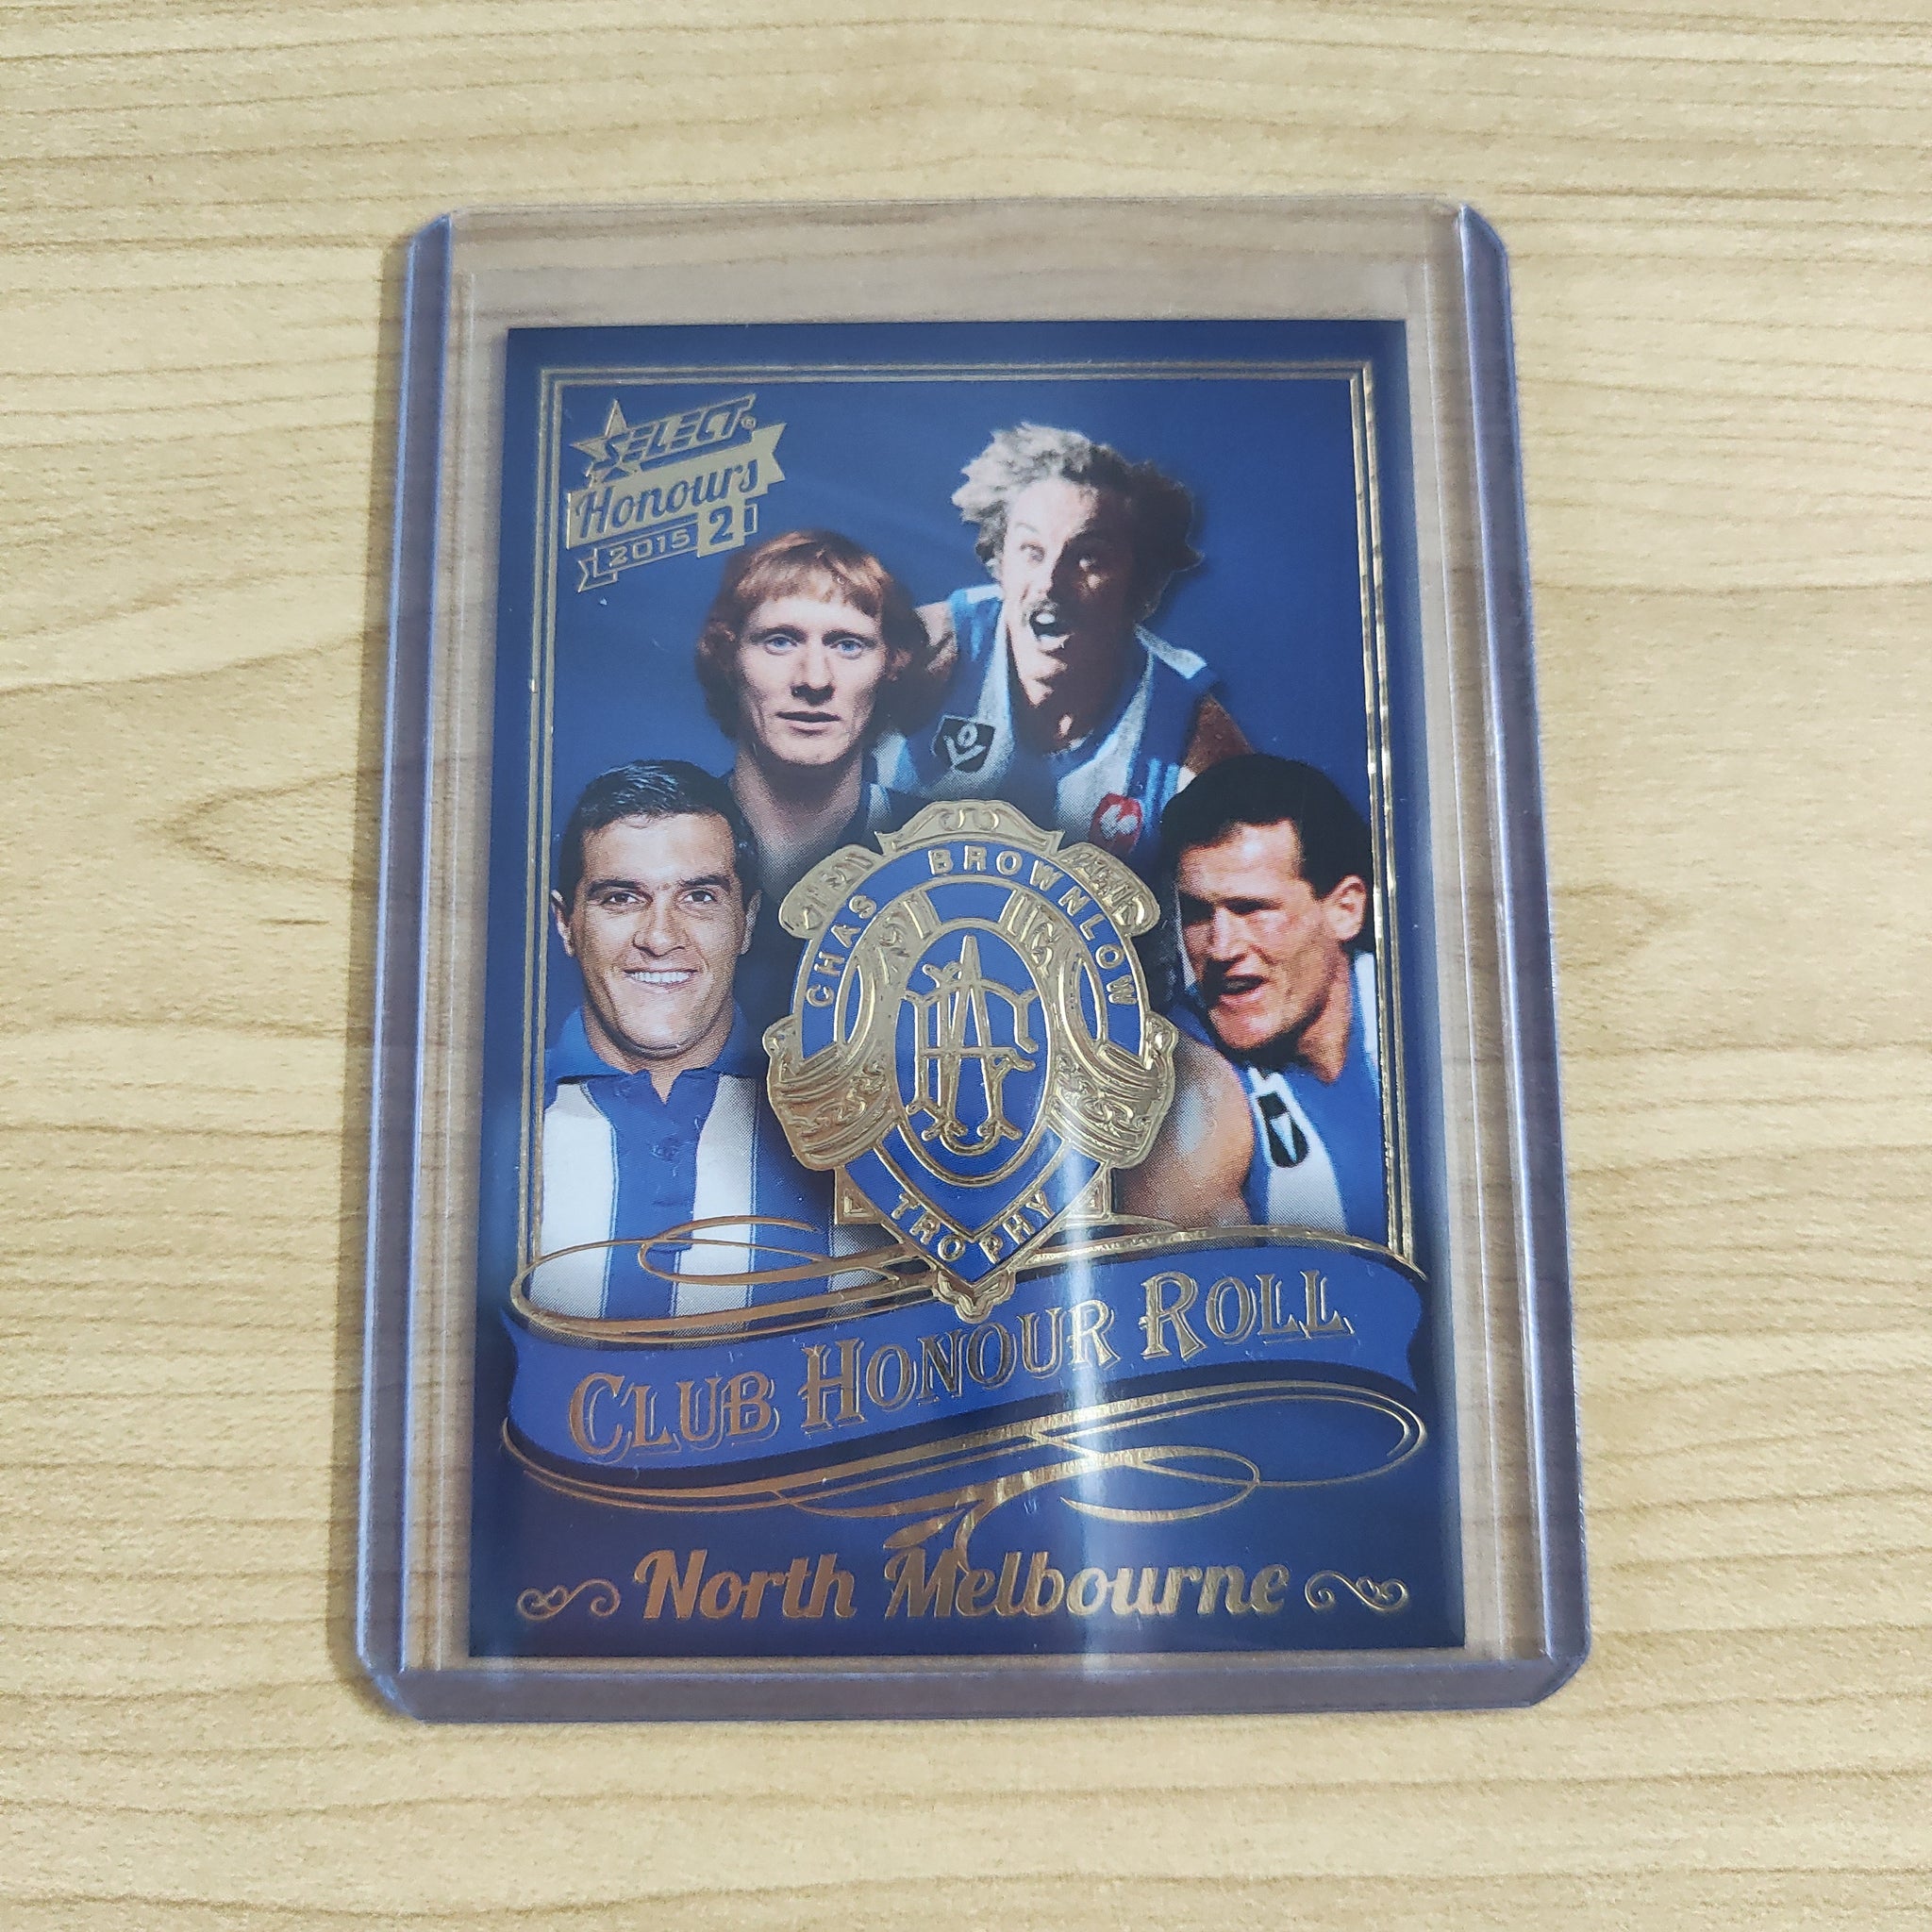 SELECT®
Honours
2015 2
CHAS BROWNLOW
TROPHY
CLUB HONOUR ROLL
North Melbourne